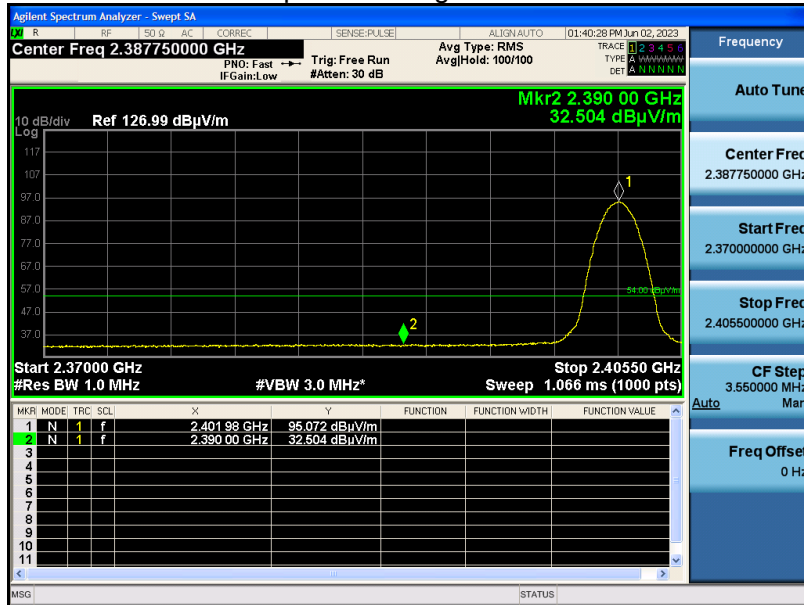 Agilent Spectrum Analyzer - Swept SA
LXI R RF 50 Ω AC CORREC SENSE:PULSE ALIGN AUTO 01:40:28 PM Jun 02, 2023
Center Freq 2.387750000 GHz
PNO: Fast
IFGain:Low
Trig: Free Run
#Atten: 30 dB
Avg Type: RMS
Avg|Hold: 100/100
TRACE 1 2 3 4 5 6
TYPE A WWWWW
DET A N N N N N
Mkr2 2.390 00 GHz
32.504 dBµV/m
10 dB/div Ref 126.99 dBµV/m
Log
117
107
97.0
87.0
77.0
67.0
57.0
47.0
37.0
1
2
54.00 dBµV/m
Start 2.37000 GHz Stop 2.40550 GHz
#Res BW 1.0 MHz #VBW 3.0 MHz* Sweep 1.066 ms (1000 pts)
MKR MODE TRC SCL X Y FUNCTION FUNCTION WIDTH FUNCTION VALUE
1 N 1 f 2.401 98 GHz 95.072 dBµV/m
2 N 1 f 2.390 00 GHz 32.504 dBµV/m
3
4
5
6
7
8
9
10
11
MSG STATUS
Frequency
Auto Tune
Center Freq
2.387750000 GHz
Start Freq
2.370000000 GHz
Stop Freq
2.405500000 GHz
CF Step
3.550000 MHz
Auto Man
Freq Offset
0 Hz